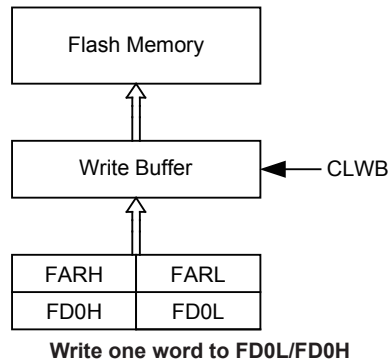 Flash Memory
Write Buffer
CLWB
FARH FARL
FD0H FD0L
Write one word to FD0L/FD0H